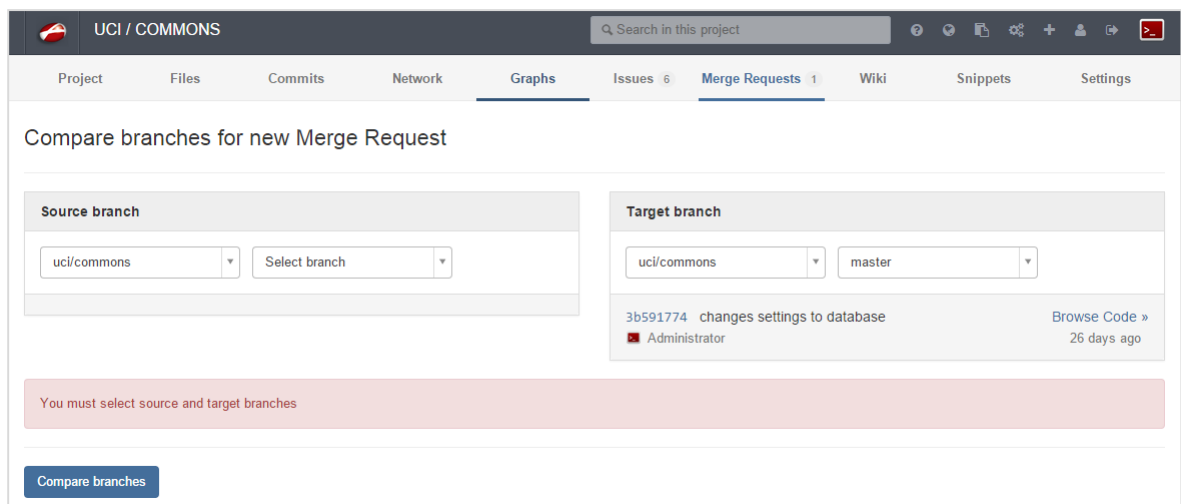 UCI / COMMONS Search in this project
Project Files Commits Network Graphs Issues 6 Merge Requests 1 Wiki Snippets Settings
Compare branches for new Merge Request
Source branch
uci/commons Select branch
Target branch
uci/commons master
3b591774 changes settings to database Browse Code »
Administrator 26 days ago
You must select source and target branches
Compare branches